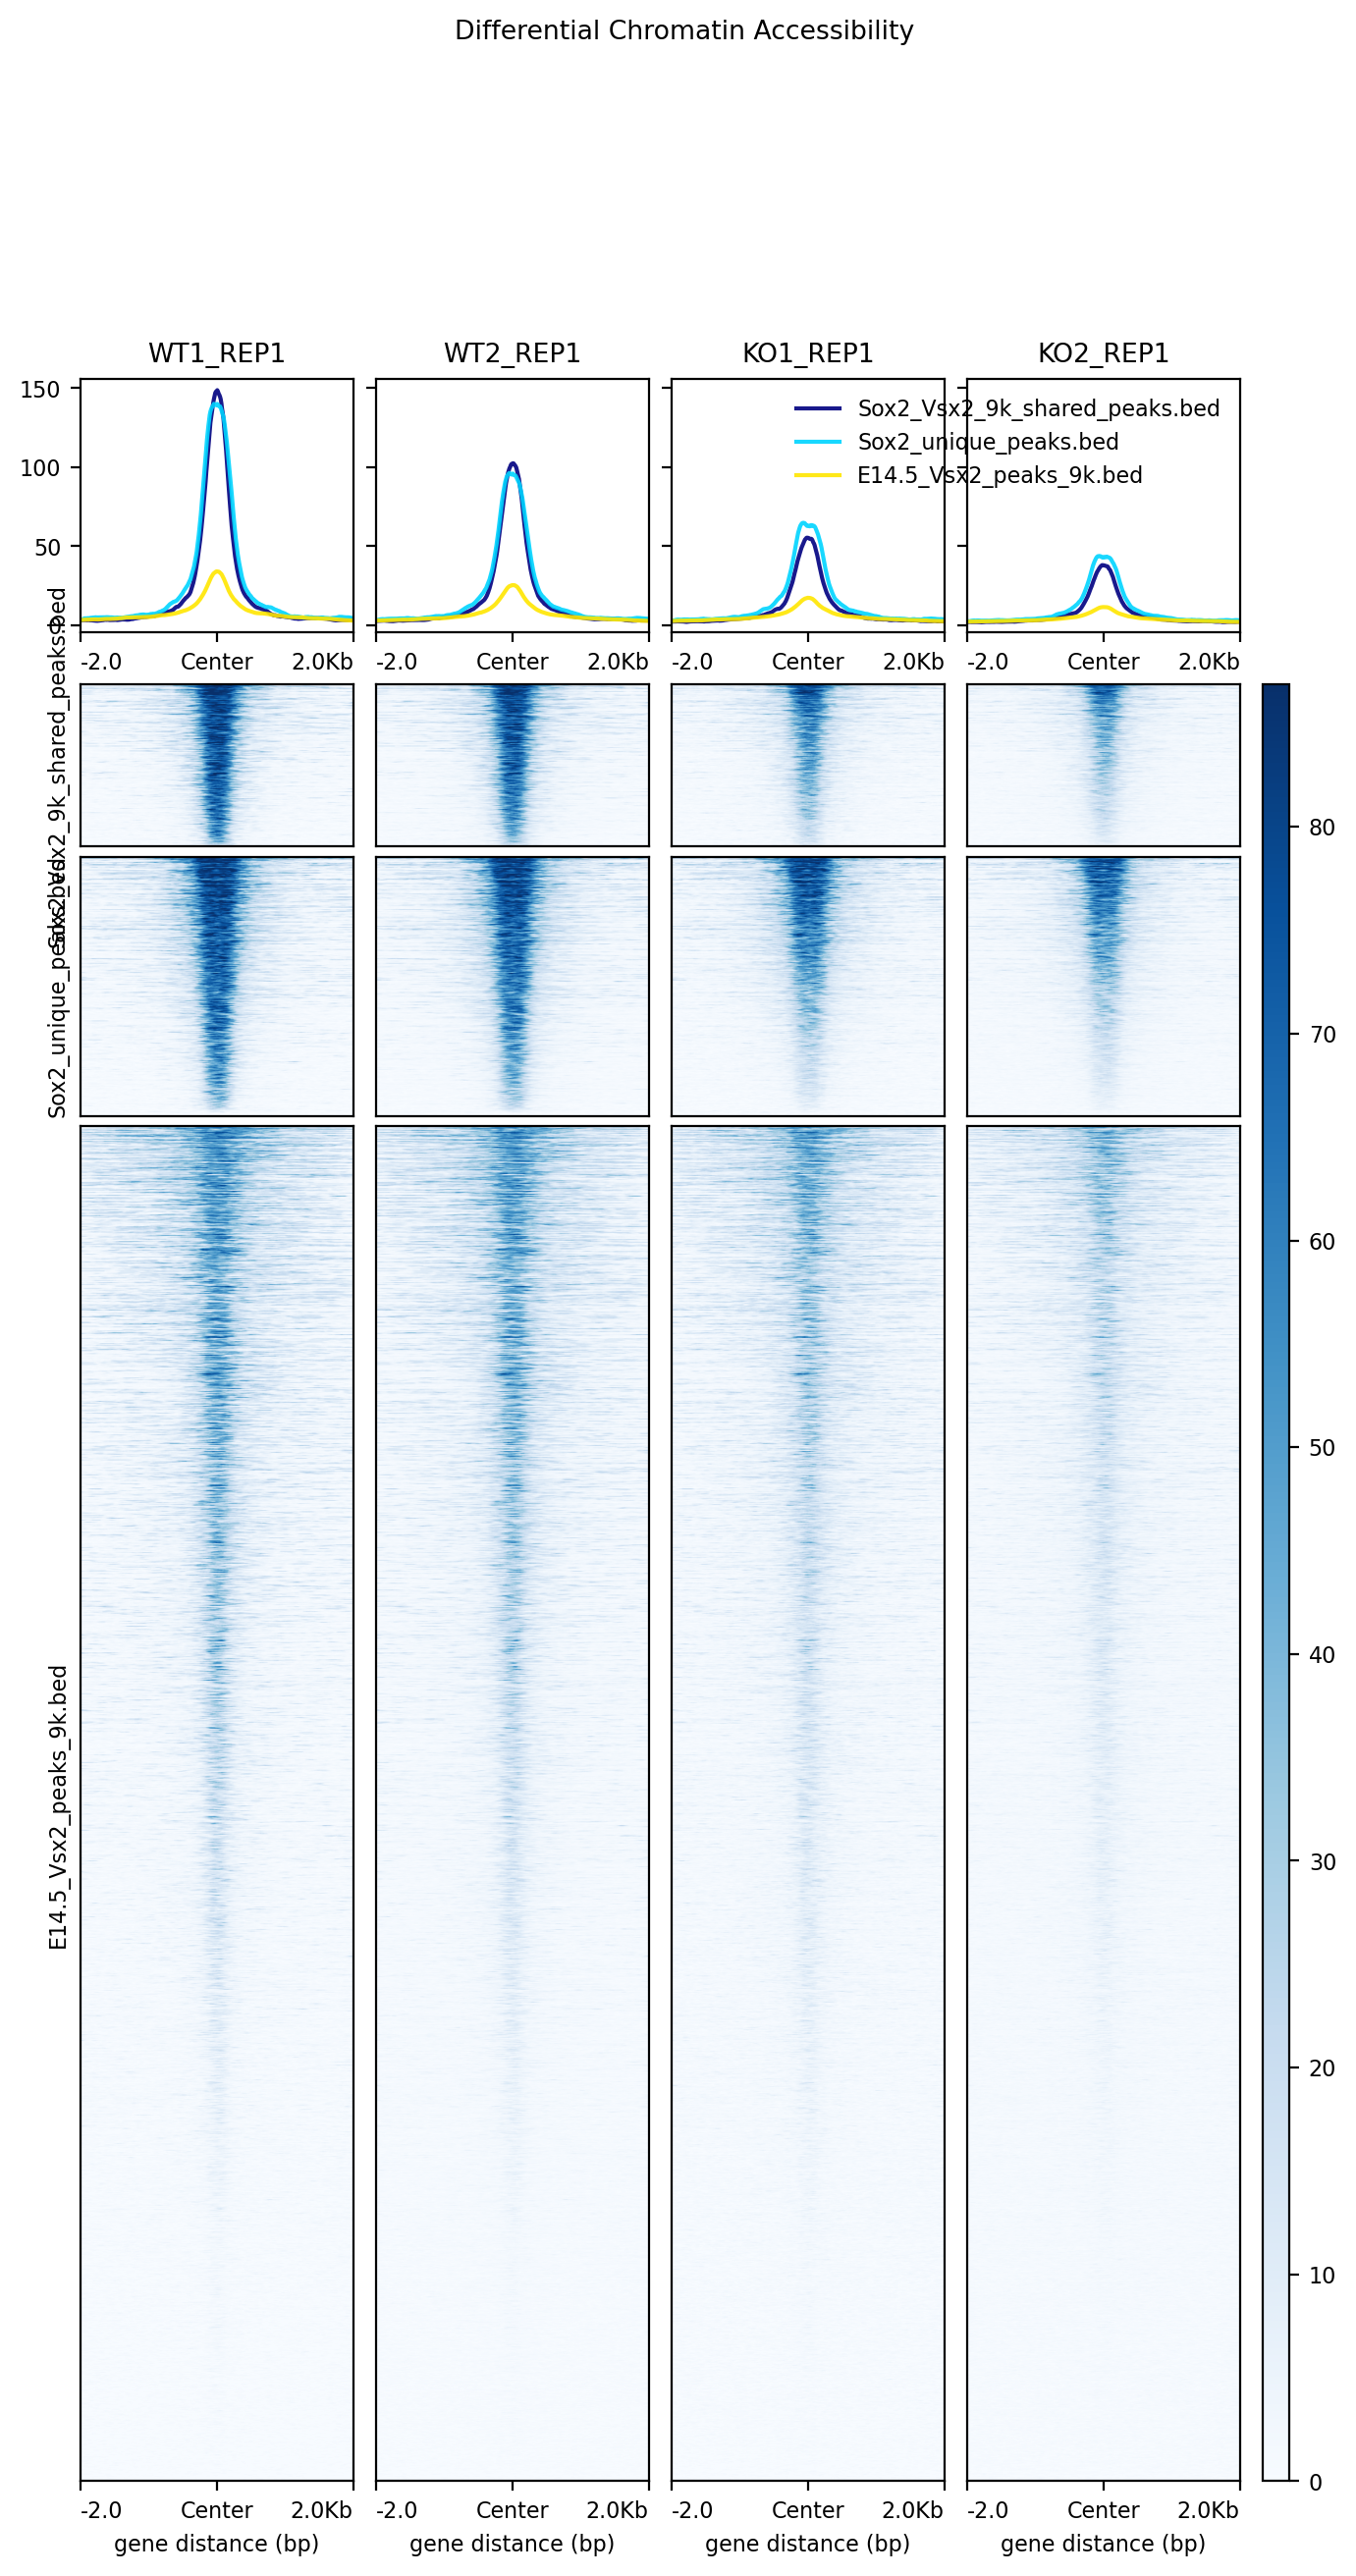 Differential Chromatin Accessibility
WT1_REP1
WT2_REP1
KO1_REP1
KO2_REP1
150
100
50
0
Sox2_Vsx2_9k_shared_peaks.bed
Sox2_unique_peaks.bed
E14.5_Vsx2_peaks_9k.bed
-2.0 Center 2.0Kb
-2.0 Center 2.0Kb
-2.0 Center 2.0Kb
-2.0 Center 2.0Kb
Sox2_Vsx2_9k_shared_peaks.bed
Sox2_unique_peaks.bed
E14.5_Vsx2_peaks_9k.bed
80
70
60
50
40
30
20
10
0
-2.0 Center 2.0Kb
-2.0 Center 2.0Kb
-2.0 Center 2.0Kb
-2.0 Center 2.0Kb
gene distance (bp)
gene distance (bp)
gene distance (bp)
gene distance (bp)